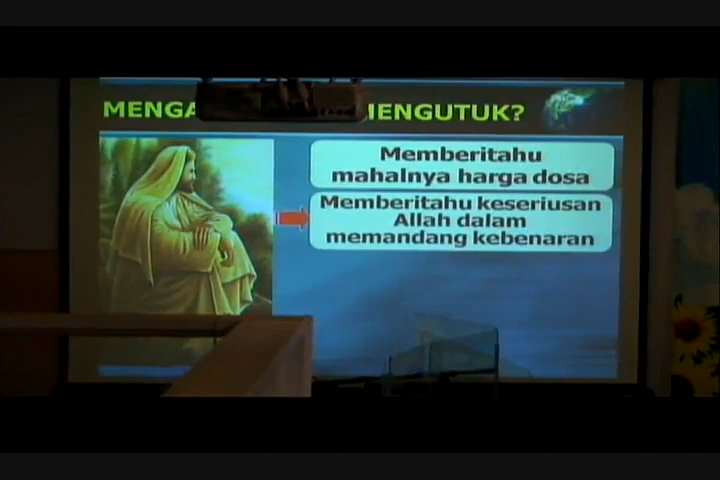 MENGA MENGUTUK?
Memberitahu
mahalnya harga dosa
Memberitahu keseriusan
Allah dalam
memandang kebenaran